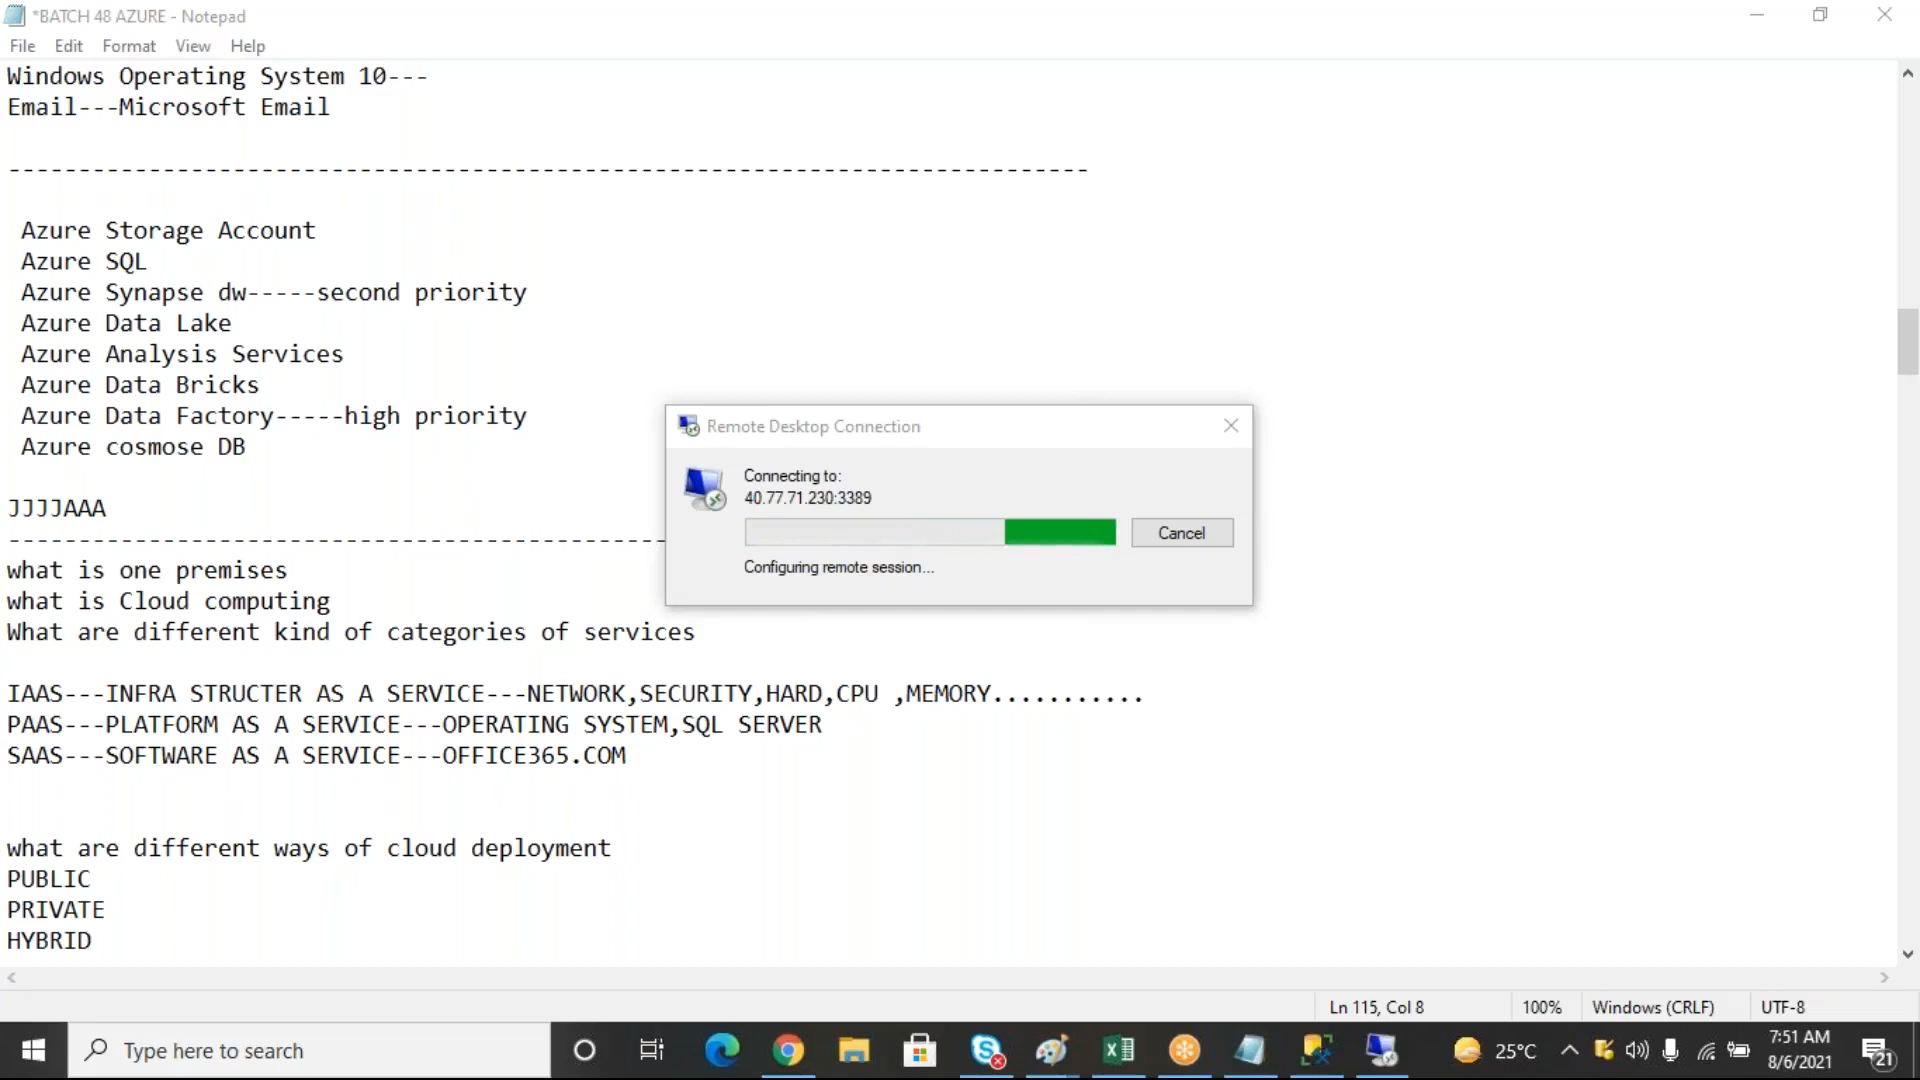 *BATCH 48 AZURE - Notepad
File Edit Format View Help
Windows Operating System 10---
Email---Microsoft Email
-----------------------------------------------------------------------------
Azure Storage Account
Azure SQL
Azure Synapse dw-----second priority
Azure Data Lake
Azure Analysis Services
Azure Data Bricks
Azure Data Factory-----high priority
Azure cosmose DB
JJJJAAA
-----------------------------------------------
what is one premises
what is Cloud computing
What are different kind of categories of services
IAAS---INFRA STRUCTER AS A SERVICE---NETWORK,SECURITY,HARD,CPU ,MEMORY...........
PAAS---PLATFORM AS A SERVICE---OPERATING SYSTEM,SQL SERVER
SAAS---SOFTWARE AS A SERVICE---OFFICE365.COM
what are different ways of cloud deployment
PUBLIC
PRIVATE
HYBRID
Remote Desktop Connection
Connecting to:
40.77.71.230:3389
Cancel
Configuring remote session...
Ln 115, Col 8 100% Windows (CRLF) UTF-8
Type here to search
25°C
7:51 AM
8/6/2021
21